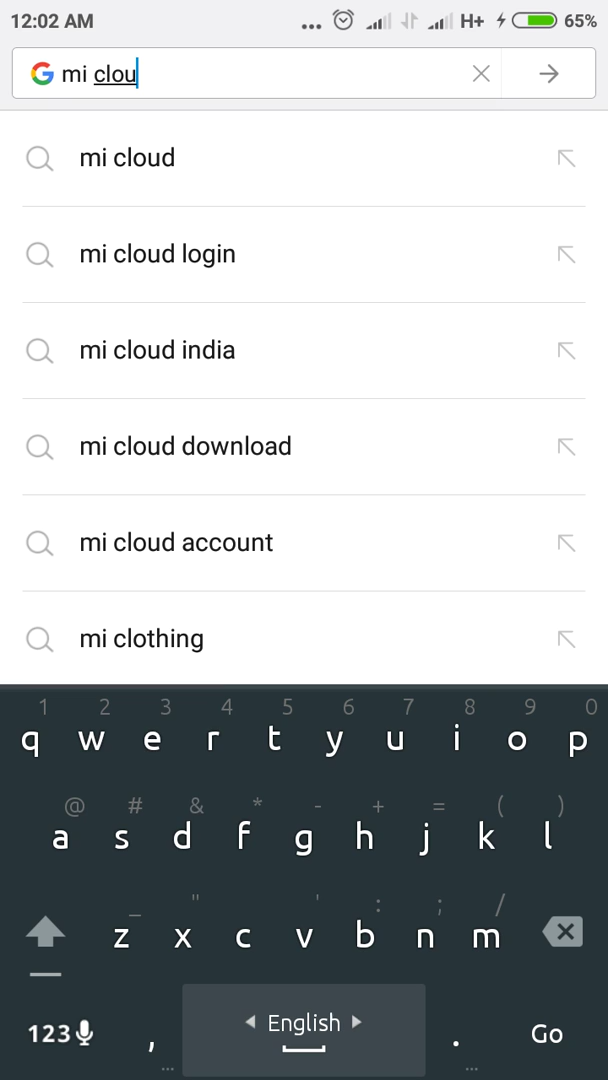 12:02 AM ... H+ 65%
mi clou
mi cloud
mi cloud login
mi cloud india
mi cloud download
mi cloud account
mi clothing
1 2 3 4 5 6 7 8 9 0
q w e r t y u i o p
@ # & * - + = ( )
a s d f g h j k l
_ " ' : ; /
z x c v b n m
123 , English . Go
... ...